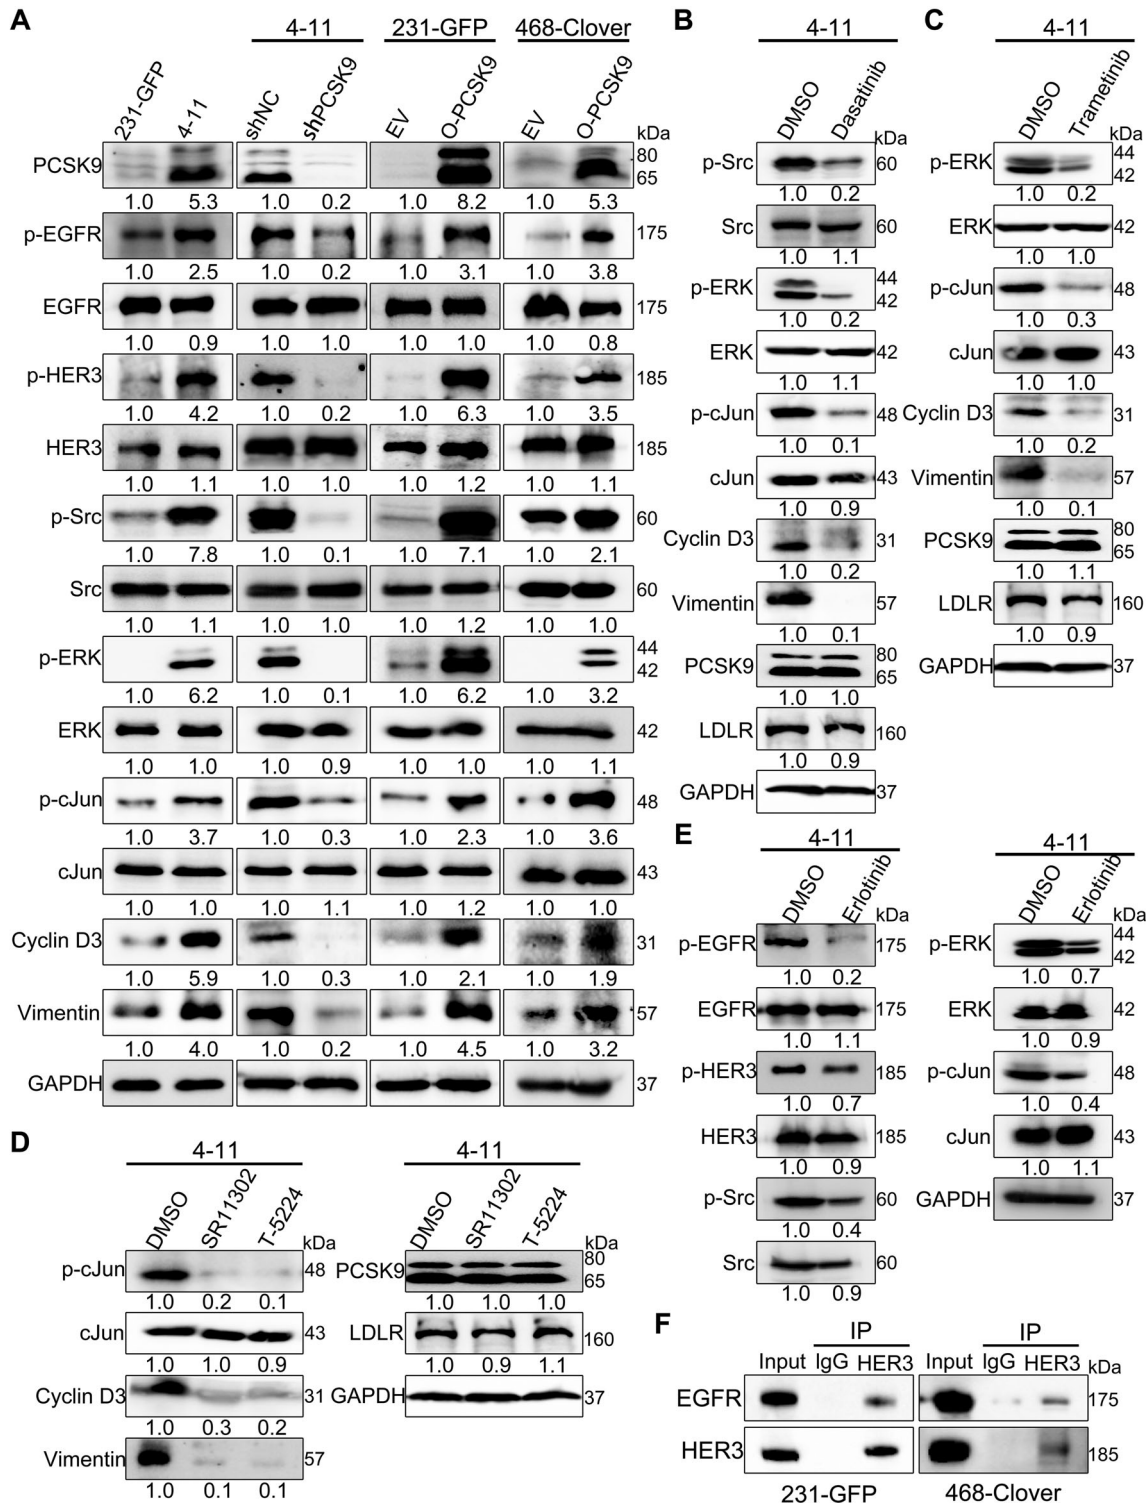 A
4-11 231-GFP 468-Clover
231-GFP 4-11 shNC shPCSK9 EV O-PCSK9 EV O-PCSK9 kDa
PCSK9 80
65
1.0 5.3 1.0 0.2 1.0 8.2 1.0 5.3
p-EGFR 175
1.0 2.5 1.0 0.2 1.0 3.1 1.0 3.8
EGFR 175
1.0 0.9 1.0 1.0 1.0 1.0 1.0 0.8
p-HER3 185
1.0 4.2 1.0 0.2 1.0 6.3 1.0 3.5
HER3 185
1.0 1.1 1.0 1.0 1.0 1.2 1.0 1.1
p-Src 60
1.0 7.8 1.0 0.1 1.0 7.1 1.0 2.1
Src 60
1.0 1.1 1.0 1.0 1.0 1.2 1.0 1.0
p-ERK 44
42
1.0 6.2 1.0 0.1 1.0 6.2 1.0 3.2
ERK 42
1.0 1.0 1.0 0.9 1.0 1.0 1.0 1.1
p-cJun 48
1.0 3.7 1.0 0.3 1.0 2.3 1.0 3.6
cJun 43
1.0 1.0 1.0 1.1 1.0 1.2 1.0 1.0
Cyclin D3 31
1.0 5.9 1.0 0.3 1.0 2.1 1.0 1.9
Vimentin 57
1.0 4.0 1.0 0.2 1.0 4.5 1.0 3.2
GAPDH 37
B
4-11
DMSO Dasatinib kDa
p-Src 60
1.0 0.2
Src 60
1.0 1.1
p-ERK 44
42
1.0 0.2
ERK 42
1.0 1.1
p-cJun 48
1.0 0.1
cJun 43
1.0 0.9
Cyclin D3 31
1.0 0.2
Vimentin 57
1.0 0.1
PCSK9 80
65
1.0 1.0
LDLR 160
1.0 0.9
GAPDH 37
C
4-11
DMSO Trametinib kDa
p-ERK 44
42
1.0 0.2
ERK 42
1.0 1.0
p-cJun 48
1.0 0.3
cJun 43
1.0 1.0
Cyclin D3 31
1.0 0.2
Vimentin 57
1.0 0.1
PCSK9 80
65
1.0 1.1
LDLR 160
1.0 0.9
GAPDH 37
D
4-11
DMSO SR11302 T-5224 kDa
p-cJun 48
1.0 0.2 0.1
cJun 43
1.0 1.0 0.9
Cyclin D3 31
1.0 0.3 0.2
Vimentin 57
1.0 0.1 0.1
4-11
DMSO SR11302 T-5224 kDa
PCSK9 80
65
1.0 1.0 1.0
LDLR 160
1.0 0.9 1.1
GAPDH 37
E
4-11
DMSO Erlotinib kDa
p-EGFR 175
1.0 0.2
EGFR 175
1.0 1.1
p-HER3 185
1.0 0.7
HER3 185
1.0 0.9
p-Src 60
1.0 0.4
Src 60
1.0 0.9
4-11
DMSO Erlotinib kDa
p-ERK 44
42
1.0 0.7
ERK 42
1.0 0.9
p-cJun 48
1.0 0.4
cJun 43
1.0 1.1
GAPDH 37
F
IP IP
Input IgG HER3 Input IgG HER3 kDa
EGFR 175
HER3 185
231-GFP 468-Clover